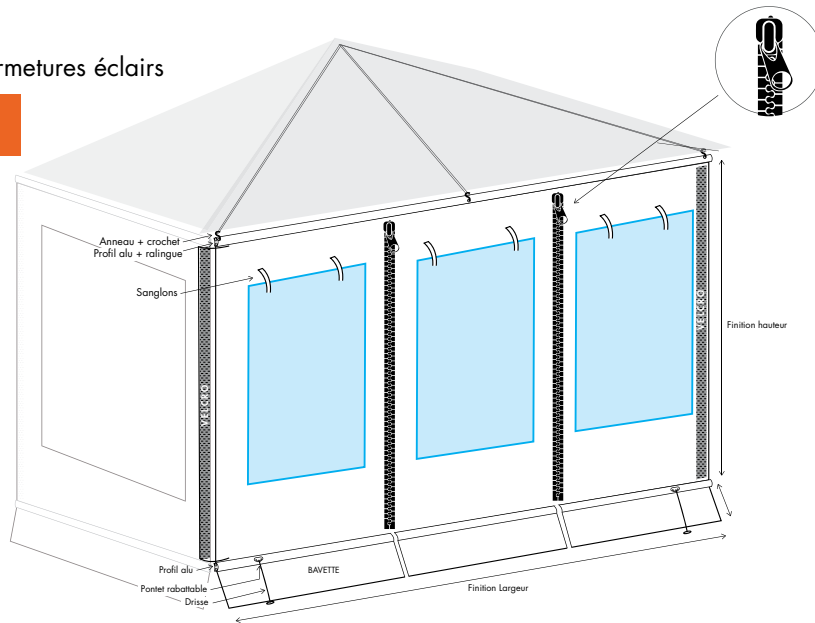 rmetures éclairs
Anneau + crochet
Profil alu + ralingue
Sanglons
VELCRO
VELCRO
Finition hauteur
Profil alu
Pontet rabattable
Drisse
BAVETTE
Finition Largeur